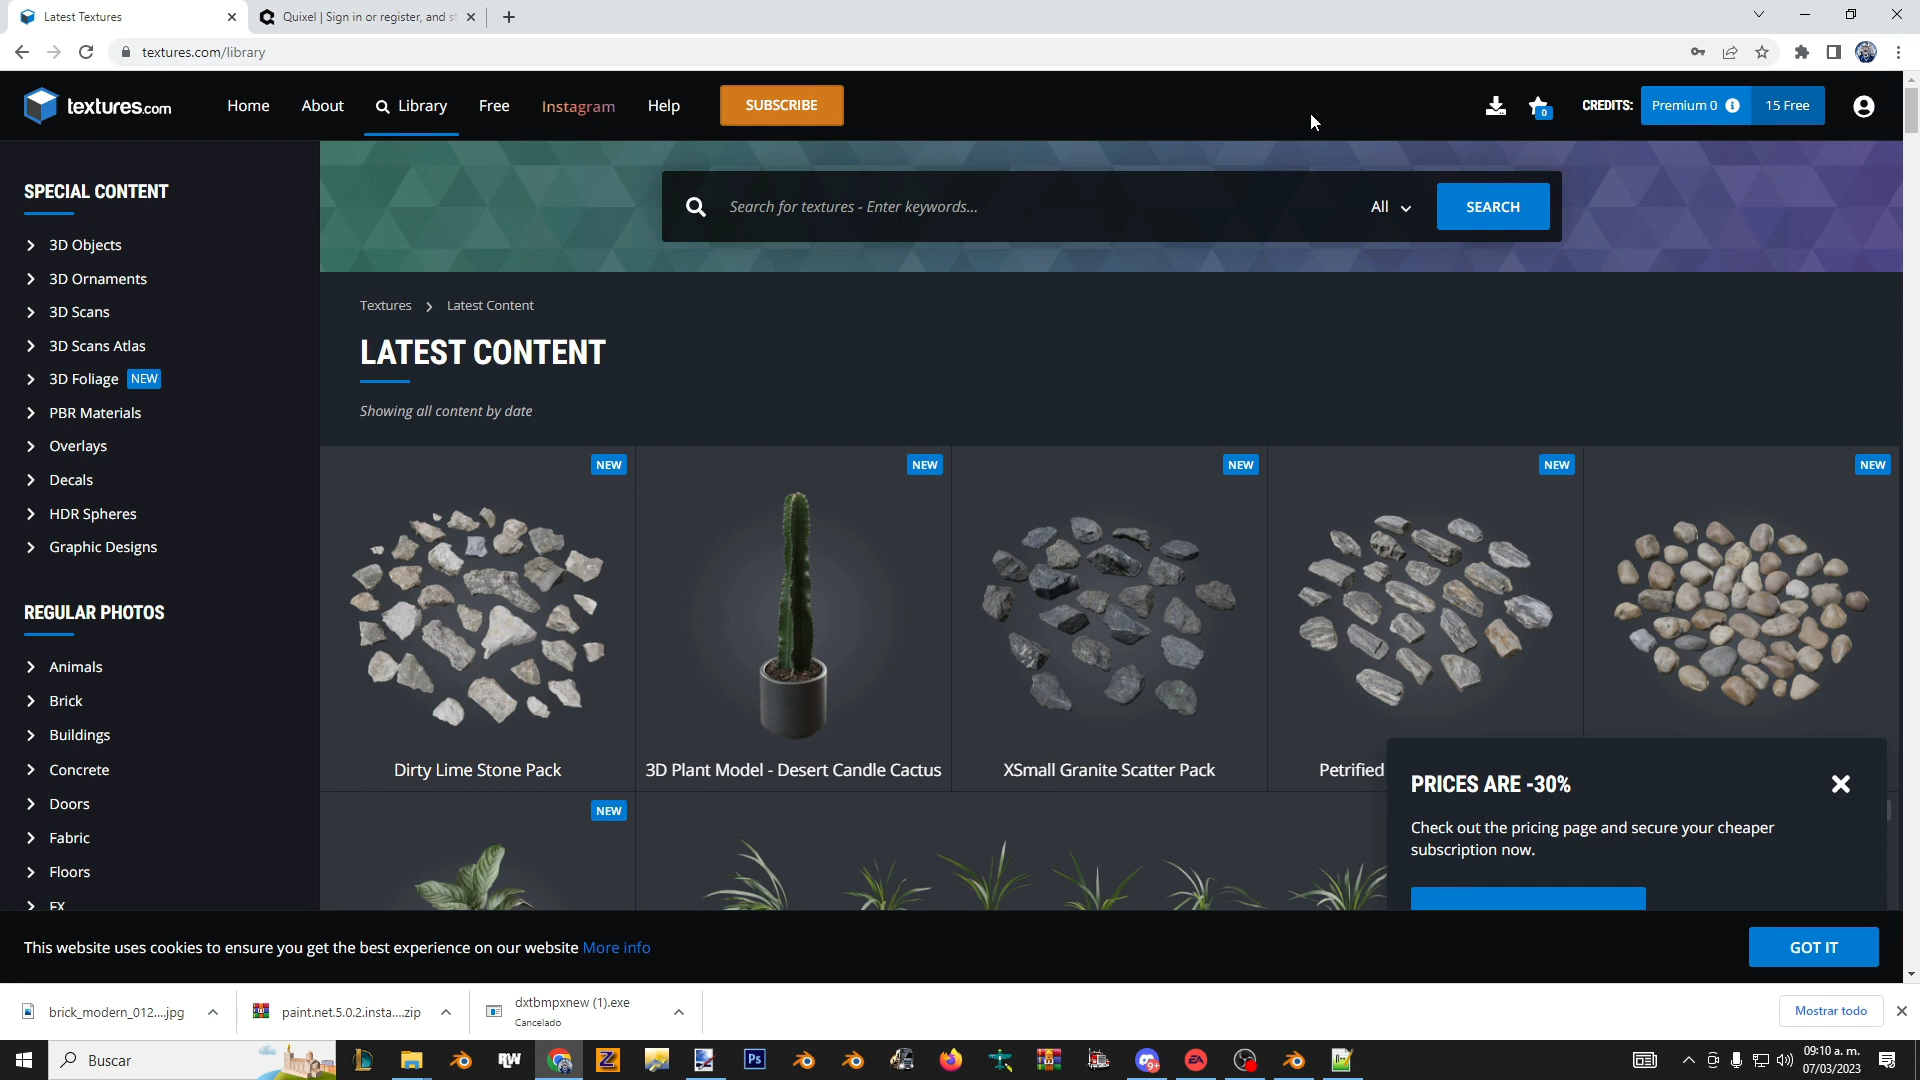 Latest Textures
Quixel | Sign in or register, and st
textures.com/library
textures.com
Home
About
Library
Free
Instagram
Help
SUBSCRIBE
0
CREDITS:
Premium 0
15 Free
SPECIAL CONTENT
3D Objects
3D Ornaments
3D Scans
3D Scans Atlas
3D Foliage NEW
PBR Materials
Overlays
Decals
HDR Spheres
Graphic Designs
REGULAR PHOTOS
Animals
Brick
Buildings
Concrete
Doors
Fabric
Floors
FX
Search for textures - Enter keywords...
All
SEARCH
Textures > Latest Content
LATEST CONTENT
Showing all content by date
NEW
NEW
NEW
NEW
NEW
Dirty Lime Stone Pack
3D Plant Model - Desert Candle Cactus
XSmall Granite Scatter Pack
Petrified
NEW
PRICES ARE -30%
Check out the pricing page and secure your cheaper
subscription now.
This website uses cookies to ensure you get the best experience on our website More info
GOT IT
brick_modern_012....jpg
paint.net.5.0.2.insta....zip
dxtbmpxnew (1).exe
Cancelado
Mostrar todo
Buscar
RW
Z
Ps
9+
EA
09:10 a. m.
07/03/2023